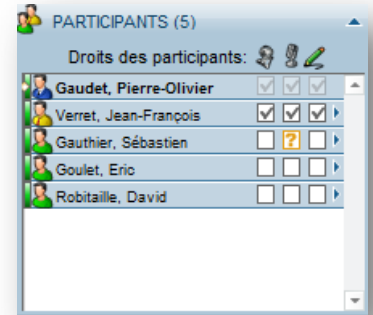 PARTICIPANTS (5)
Droits des participants:
Gaudet, Pierre-Olivier
Verret, Jean-François
Gauthier, Sébastien ?
Goulet, Eric
Robitaille, David